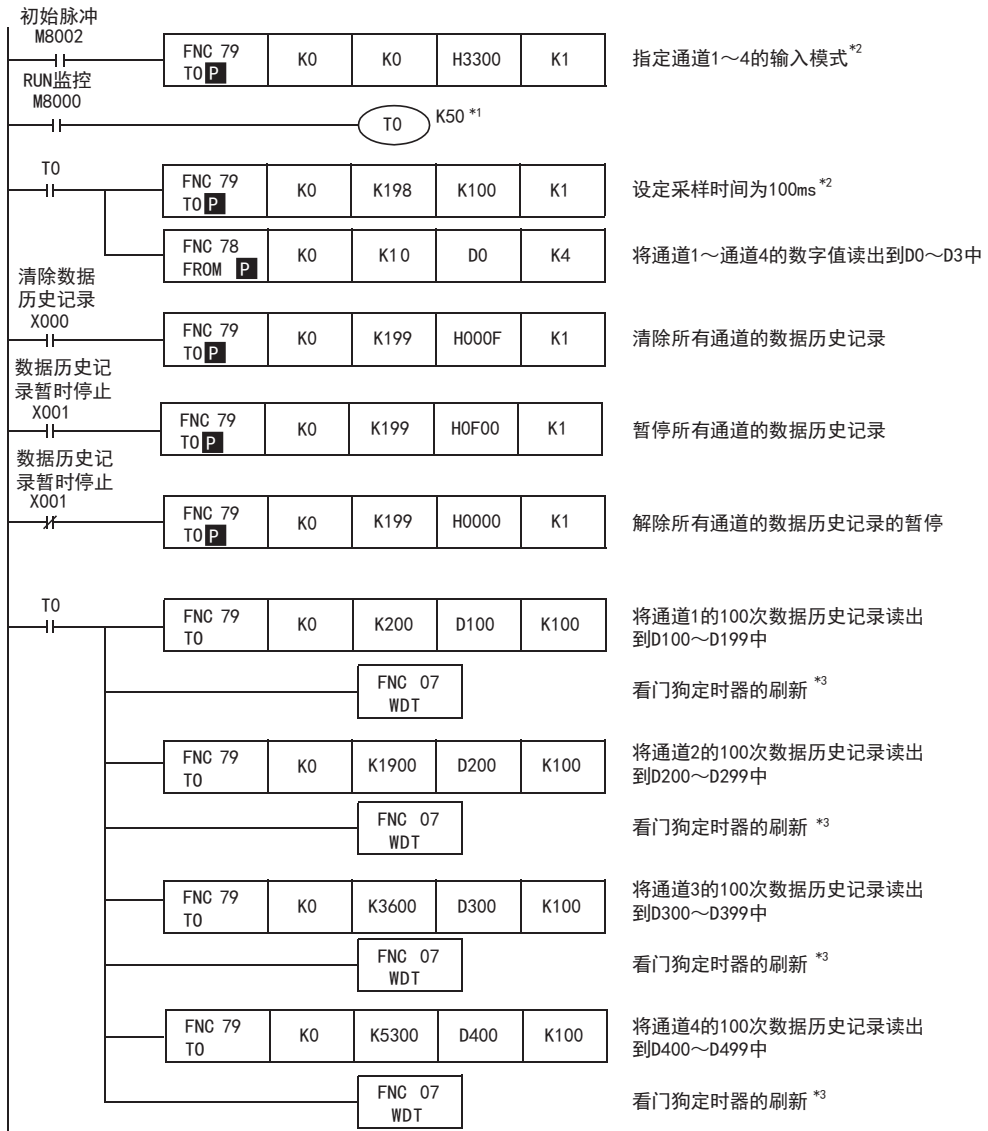 初始脉冲
M8002
FNC 79 K0 K0 H3300 K1 指定通道1～4的输入模式*2
TO P
RUN监控
M8000
T0 K50 *1
T0
FNC 79 K0 K198 K100 K1 设定采样时间为100ms*2
TO P
FNC 78 K0 K10 D0 K4 将通道1～通道4的数字值读出到D0～D3中
FROM P
清除数据
历史记录
X000
FNC 79 K0 K199 H000F K1 清除所有通道的数据历史记录
TO P
数据历史记
录暂时停止
X001
FNC 79 K0 K199 H0F00 K1 暂停所有通道的数据历史记录
TO P
数据历史记
录暂时停止
X001
FNC 79 K0 K199 H0000 K1 解除所有通道的数据历史记录的暂停
TO P
T0
FNC 79 K0 K200 D100 K100 将通道1的100次数据历史记录读出
TO 到D100～D199中
FNC 07 看门狗定时器的刷新 *3
WDT
FNC 79 K0 K1900 D200 K100 将通道2的100次数据历史记录读出
TO 到D200～D299中
FNC 07 看门狗定时器的刷新 *3
WDT
FNC 79 K0 K3600 D300 K100 将通道3的100次数据历史记录读出
TO 到D300～D399中
FNC 07 看门狗定时器的刷新 *3
WDT
FNC 79 K0 K5300 D400 K100 将通道4的100次数据历史记录读出
TO 到D400～D499中
FNC 07 看门狗定时器的刷新 *3
WDT